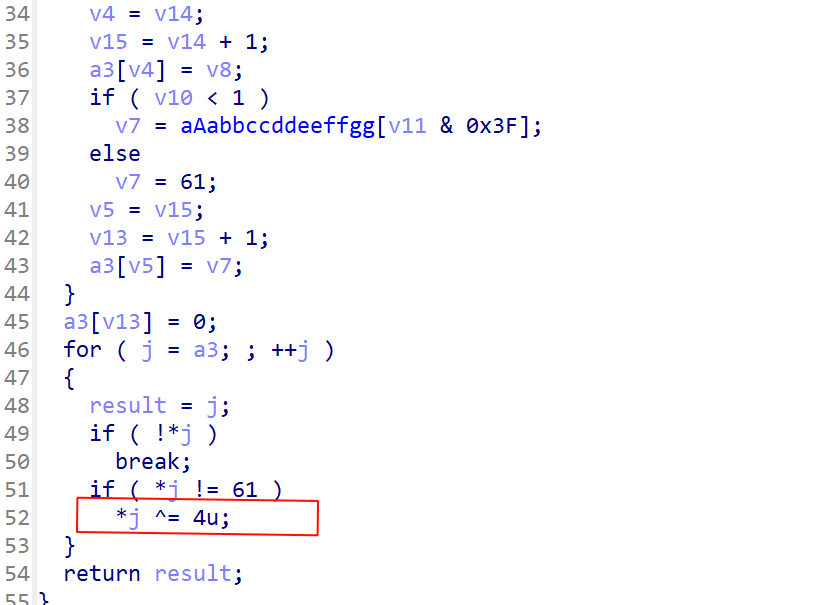 34 v4 = v14;
35 v15 = v14 + 1;
36 a3[v4] = v8;
37 if ( v10 < 1 )
38 v7 = aAabbccddeeffgg[v11 & 0x3F];
39 else
40 v7 = 61;
41 v5 = v15;
42 v13 = v15 + 1;
43 a3[v5] = v7;
44 }
45 a3[v13] = 0;
46 for ( j = a3; ; ++j )
47 {
48 result = j;
49 if ( !*j )
50 break;
51 if ( *j != 61 )
52 *j ^= 4u;
53 }
54 return result;
55 }